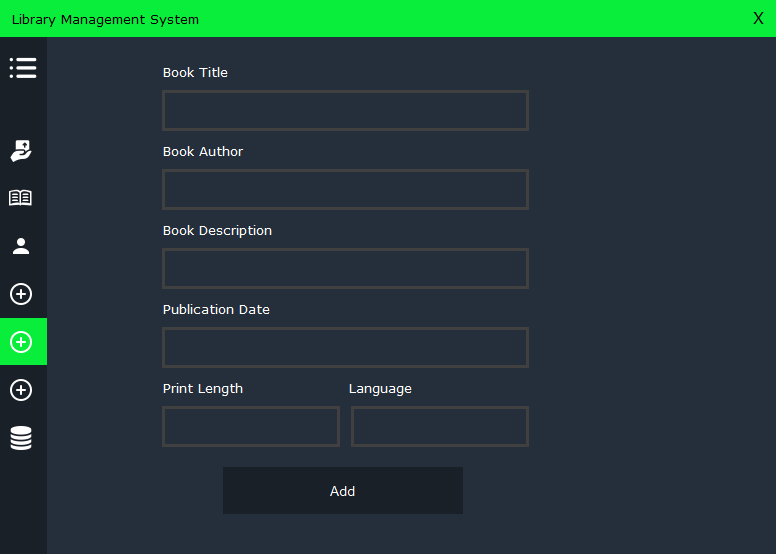 Library Management System X
Book Title
Book Author
Book Description
Publication Date
Print Length Language
Add